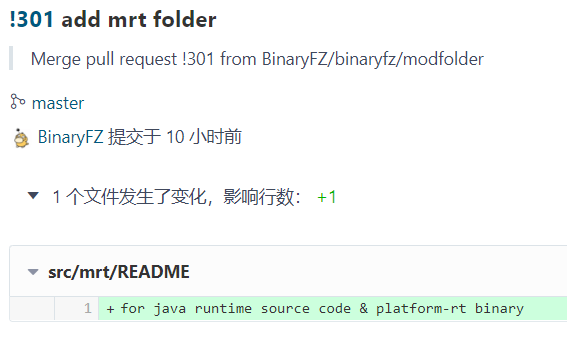 !301 add mrt folder
Merge pull request !301 from BinaryFZ/binaryfz/modfolder
master
BinaryFZ 提交于 10 小时前
1 个文件发生了变化，影响行数： +1
src/mrt/README
1 + for java runtime source code & platform-rt binary